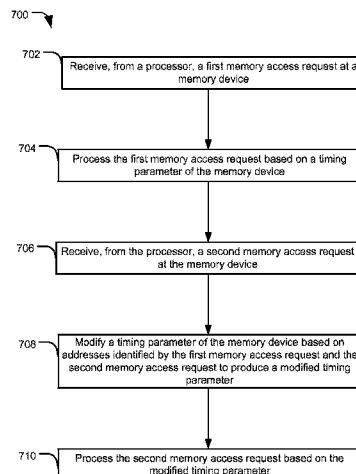 700
702
Receive, from a processor, a first memory access request at a
memory device
704
Process the first memory access request based on a timing
parameter of the memory device
706
Receive, from the processor, a second memory access request
at the memory device
708
Modify a timing parameter of the memory device based on
addresses identified by the first memory access request and the
second memory access request to produce a modified timing
parameter
710
Process the second memory access request based on the
modified timing parameter